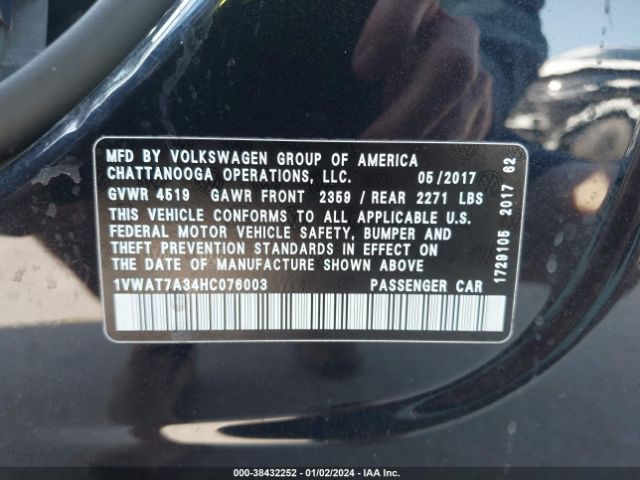 MFD BY VOLKSWAGEN GROUP OF AMERICA
CHATTANOOGA OPERATIONS, LLC. 05/2017
GVWR 4519 GAWR FRONT 2359 / REAR 2271 LBS
THIS VEHICLE CONFORMS TO ALL APPLICABLE U.S.
FEDERAL MOTOR VEHICLE SAFETY, BUMPER AND
THEFT PREVENTION STANDARDS IN EFFECT ON
THE DATE OF MANUFACTURE SHOWN ABOVE
1VWAT7A34HC076003 PASSENGER CAR
1729105 2017 62
000-38432252 - 01/02/2024 - IAA Inc.